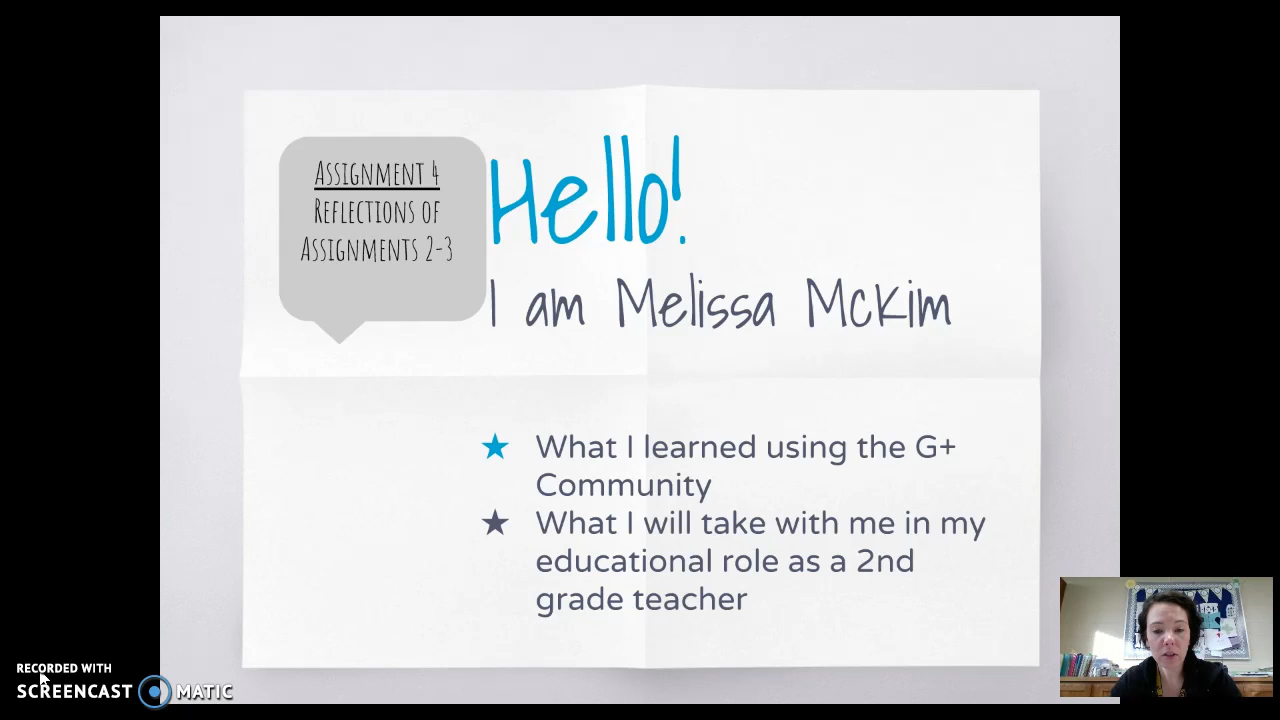 Assignment 4
Reflections of
Assignments 2-3
Hello!
I am Melissa McKim
★ What I learned using the G+
Community
★ What I will take with me in my
educational role as a 2nd
grade teacher
RECORDED WITH
SCREENCAST MATIC